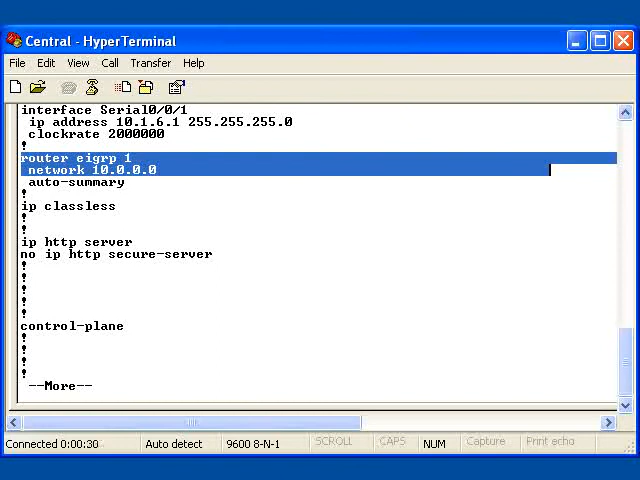 Central - HyperTerminal
File Edit View Call Transfer Help
interface Serial0/0/1
ip address 10.1.6.1 255.255.255.0
clockrate 2000000
!
router eigrp 1
network 10.0.0.0
auto-summary
!
ip classless
!
!
ip http server
no ip http secure-server
!
!
!
!
!
control-plane
!
!
!
!
--More--
Connected 0:00:30 Auto detect 9600 8-N-1 SCROLL CAPS NUM Capture Print echo